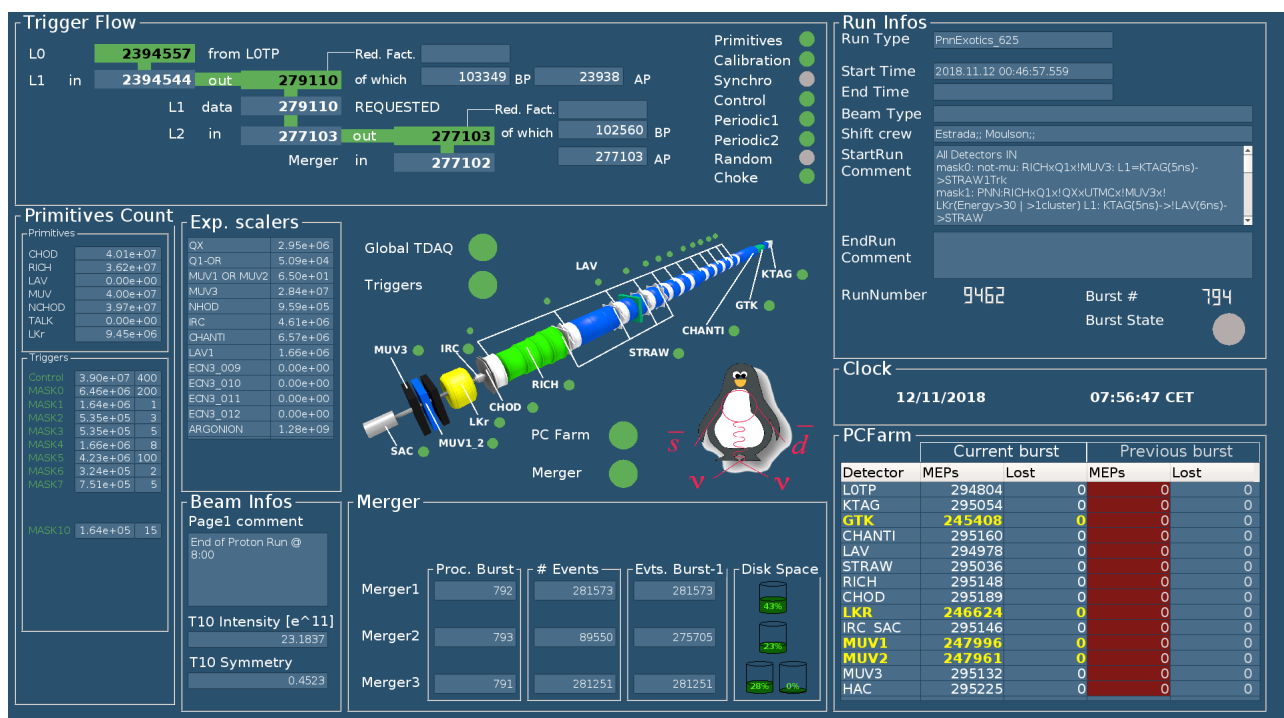 Trigger Flow
L0 2394557 from L0TP Red. Fact.
L1 in 2394544 out 279110 of which 103349 BP 23938 AP
L1 data 279110 REQUESTED Red. Fact.
L2 in 277103 out 277103 of which 102560 BP
Merger in 277102 277103 AP
Primitives
Calibration
Synchro
Control
Periodic1
Periodic2
Random
Choke
Primitives Count
Primitives
CHOD 4.01e+07
RICH 3.62e+07
LAV 0.00e+00
MUV 4.00e+07
NCHOD 3.97e+07
TALK 0.00e+00
LKr 9.45e+06
Triggers
Control 3.90e+07 400
MASK0 6.46e+06 200
MASK1 1.64e+06 1
MASK2 5.35e+05 3
MASK3 5.35e+05 5
MASK4 1.66e+06 8
MASK5 4.23e+06 100
MASK6 3.24e+05 2
MASK7 7.51e+05 5
MASK10 1.64e+05 15
Exp. scalers
QX 2.95e+06
Q1-OR 5.09e+04
MUV1 OR MUV2 6.50e+01
MUV3 2.84e+07
NHOD 9.59e+05
IRC 4.61e+06
CHANTI 6.57e+06
LAV1 1.66e+06
ECN3_009 0.00e+00
ECN3_010 0.00e+00
ECN3_011 0.00e+00
ECN3_012 0.00e+00
ARGONION 1.28e+09
Global TDAQ
Triggers
LAV
KTAG
GTK
CHANTI
STRAW
MUV3
IRC
RICH
CHOD
LKr
MUV1_2
SAC
PC Farm
Merger
s d
ν ν
Beam Infos
Page1 comment
End of Proton Run @
8:00
T10 Intensity [e^11]
23.1837
T10 Symmetry
0.4523
Merger
Proc. Burst # Events Evts. Burst-1 Disk Space
Merger1 792 281573 281573 43%
Merger2 793 89550 275705 23%
Merger3 791 281251 281251 28% 0%
Run Infos
Run Type PnnExotics_625
Start Time 2018.11.12 00:46:57.559
End Time
Beam Type
Shift crew Estrada;; Moulson;;
StartRun
Comment
All Detectors IN
mask0: not-mu: RICHxQ1x!MUV3: L1=KTAG(5ns)-
>STRAW1Trk
mask1: PNN:RICHxQ1x!QXxUTMCx!MUV3x!
LKr(Energy>30 | >1cluster) L1: KTAG(5ns)->!LAV(6ns)-
>STRAW
EndRun
Comment
RunNumber 9462 Burst # 794
Burst State
Clock
12/11/2018 07:56:47 CET
PCFarm
Current burst Previous burst
Detector MEPs Lost MEPs Lost
L0TP 294804 0 0 0
KTAG 295054 0 0 0
GTK 245408 0 0 0
CHANTI 295160 0 0 0
LAV 294978 0 0 0
STRAW 295036 0 0 0
RICH 295148 0 0 0
CHOD 295189 0 0 0
LKR 246624 0 0 0
IRC_SAC 295146 0 0 0
MUV1 247996 0 0 0
MUV2 247961 0 0 0
MUV3 295132 0 0 0
HAC 295225 0 0 0